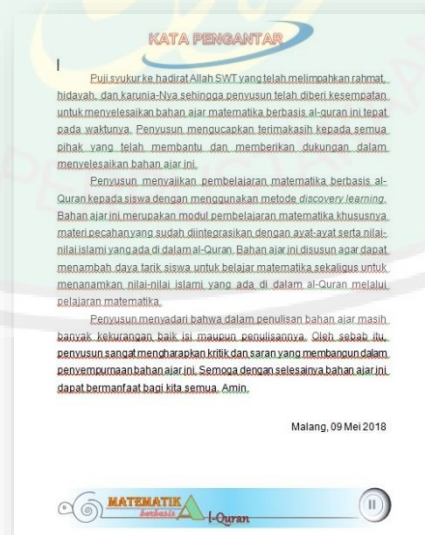 KATA PENGANTAR
Puji syukur ke hadirat Allah SWT yang telah melimpahkan rahmat,
hidayah, dan karunia-Nya sehingga penyusun telah diberi kesempatan
untuk menyelesaikan bahan ajar matematika berbasis al-quran ini tepat
pada waktunya. Penyusun mengucapkan terimakasih kepada semua
pihak yang telah membantu dan memberikan dukungan dalam
menyelesaikan bahan ajar ini.
Penyusun menyajikan pembelajaran matematika berbasis al-
Quran kepada siswa dengan menggunakan metode discovery learning.
Bahan ajar ini merupakan modul pembelajaran matematika khususnya
materi pecahan yang sudah diintegrasikan dengan ayat-ayat serta nilai-
nilai islami yang ada di dalam al-Quran. Bahan ajar ini disusun agar dapat
menambah daya tarik siswa untuk belajar matematika sekaligus untuk
menanamkan nilai-nilai islami yang ada di dalam al-Quran melalui
pelajaran matematika.
Penyusun menyadari bahwa dalam penulisan bahan ajar masih
banyak kekurangan baik isi maupun penulisannya. Oleh sebab itu,
penyusun sangat mengharapkan kritik dan saran yang membangun dalam
penyempurnaan bahan ajar ini. Semoga dengan selesainya bahan ajar ini
dapat bermanfaat bagi kita semua. Amin.
Malang, 09 Mei 2018
MATEMATIK A
berbasis
l-Quran
II